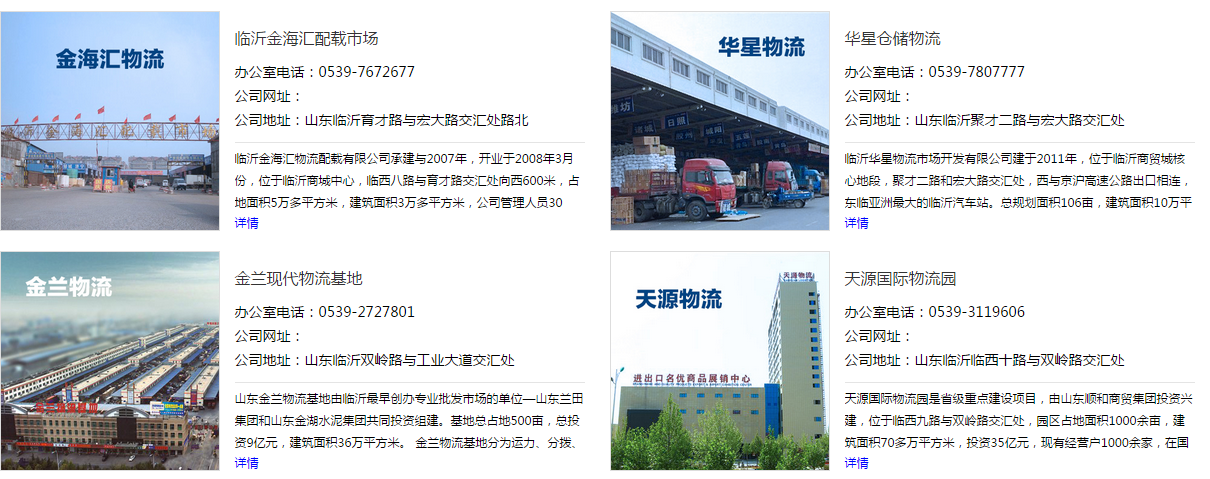 金海汇物流
临沂金海汇配载市场
办公室电话：0539-7672677
公司网址：
公司地址：山东临沂育才路与宏大路交汇处路北
临沂金海汇物流配载有限公司承建与2007年，开业于2008年3月
份，位于临沂商城中心，临西八路与育才路交汇处向西600米，占
地面积5万多平方米，建筑面积3万多平方米，公司管理人员30
详情
华星物流
潍坊
诸城
日照
胶州
城阳
华星仓储物流
办公室电话：0539-7807777
公司网址：
公司地址：山东临沂聚才二路与宏大路交汇处
临沂华星物流市场开发有限公司建于2011年，位于临沂商贸城核
心地段，聚才二路和宏大路交汇处，西与京沪高速公路出口相连，
东临亚洲最大的临沂汽车站。总规划面积106亩，建筑面积10万平
详情
金兰物流
金兰现代物流基地
办公室电话：0539-2727801
公司网址：
公司地址：山东临沂双岭路与工业大道交汇处
山东金兰物流基地由临沂最早创办专业批发市场的单位—山东兰田
集团和山东金湖水泥集团共同投资组建。基地总占地500亩，总投
资9亿元，建筑面积36万平方米。 金兰物流基地分为运力、分拨、
详情
天源物流
天源物流
进出口名优商品展销中心
天源国际物流园
办公室电话：0539-3119606
公司网址：
公司地址：山东临沂临西十路与双岭路交汇处
天源国际物流园是省级重点建设项目，由山东顺和商贸集团投资兴
建，位于临西九路与双岭路交汇处，园区占地面积1000余亩，建
筑面积70多万平方米，投资35亿元，现有经营户1000余家，在国
详情